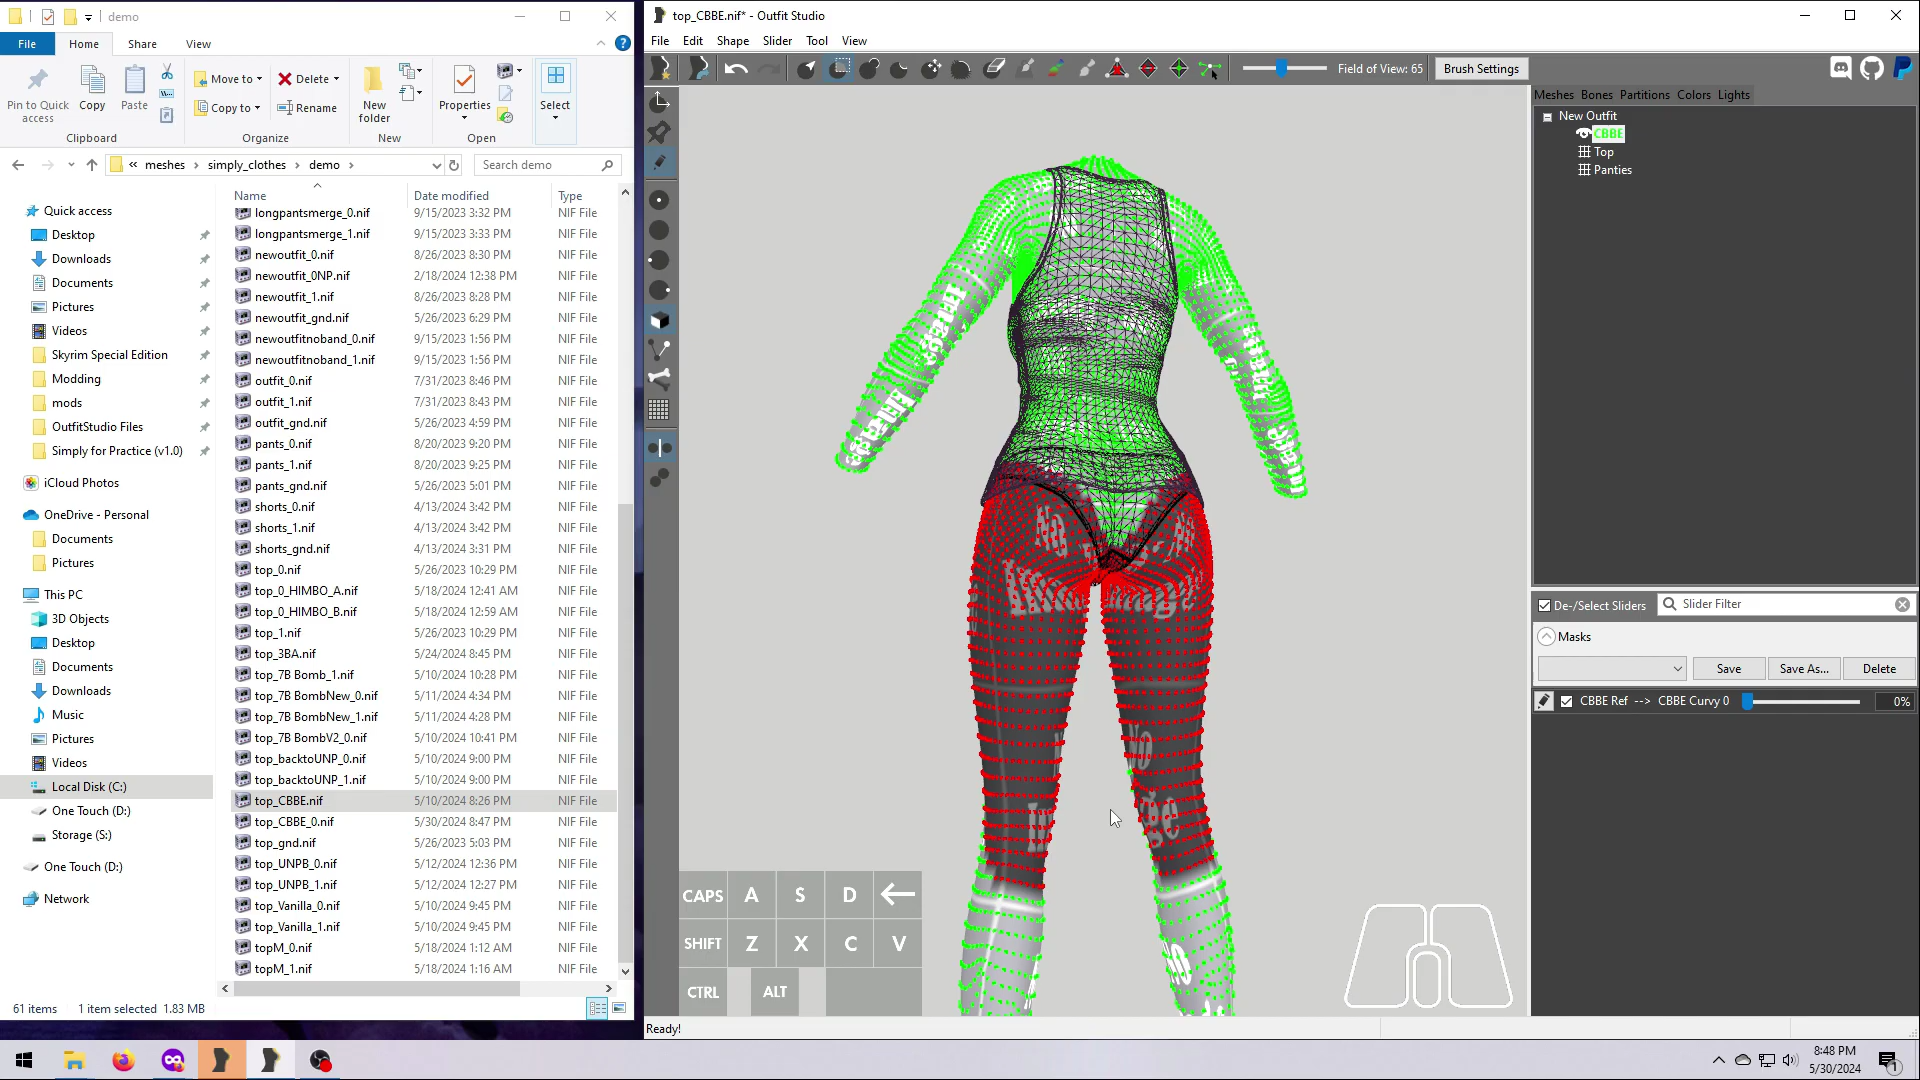 demo
top_CBBE.nif* - Outfit Studio
File
Home
Share
View
File
Edit
Shape
Slider
Tool
View
Pin to Quick
access
Copy
Paste
Move to
Copy to
Delete
Rename
New
folder
Properties
Select
Clipboard
Organize
New
Open
Field of View: 65
Brush Settings
« meshes > simply_clothes > demo >
Search demo
Name
Date modified
Type
Quick access
Desktop
Downloads
Documents
Pictures
Videos
Skyrim Special Edition
Modding
mods
OutfitStudio Files
Simply for Practice (v1.0)
iCloud Photos
OneDrive - Personal
Documents
Pictures
This PC
3D Objects
Desktop
Documents
Downloads
Music
Pictures
Videos
Local Disk (C:)
One Touch (D:)
Storage (S:)
One Touch (D:)
Network
longpantsmerge_0.nif 9/15/2023 3:32 PM NIF File
longpantsmerge_1.nif 9/15/2023 3:33 PM NIF File
newoutfit_0.nif 8/26/2023 8:30 PM NIF File
newoutfit_0NP.nif 2/18/2024 12:38 PM NIF File
newoutfit_1.nif 8/26/2023 8:28 PM NIF File
newoutfit_gnd.nif 5/26/2023 6:29 PM NIF File
newoutfitnoband_0.nif 9/15/2023 1:56 PM NIF File
newoutfitnoband_1.nif 9/15/2023 1:56 PM NIF File
outfit_0.nif 7/31/2023 8:46 PM NIF File
outfit_1.nif 7/31/2023 8:43 PM NIF File
outfit_gnd.nif 5/26/2023 4:59 PM NIF File
pants_0.nif 8/20/2023 9:20 PM NIF File
pants_1.nif 8/20/2023 9:25 PM NIF File
pants_gnd.nif 5/26/2023 5:01 PM NIF File
shorts_0.nif 4/13/2024 3:42 PM NIF File
shorts_1.nif 4/13/2024 3:42 PM NIF File
shorts_gnd.nif 4/13/2024 3:31 PM NIF File
top_0.nif 5/26/2023 10:29 PM NIF File
top_0_HIMBO_A.nif 5/18/2024 12:41 AM NIF File
top_0_HIMBO_B.nif 5/18/2024 12:59 AM NIF File
top_1.nif 5/26/2023 10:29 PM NIF File
top_3BA.nif 5/24/2024 8:45 PM NIF File
top_7B Bomb_1.nif 5/10/2024 10:28 PM NIF File
top_7B BombNew_0.nif 5/11/2024 4:34 PM NIF File
top_7B BombNew_1.nif 5/11/2024 4:28 PM NIF File
top_7B BombV2_0.nif 5/10/2024 10:41 PM NIF File
top_backtoUNP_0.nif 5/10/2024 9:00 PM NIF File
top_backtoUNP_1.nif 5/10/2024 9:00 PM NIF File
top_CBBE.nif 5/10/2024 8:26 PM NIF File
top_CBBE_0.nif 5/30/2024 8:47 PM NIF File
top_gnd.nif 5/26/2023 5:03 PM NIF File
top_UNPB_0.nif 5/12/2024 12:36 PM NIF File
top_UNPB_1.nif 5/12/2024 12:27 PM NIF File
top_Vanilla_0.nif 5/10/2024 9:45 PM NIF File
top_Vanilla_1.nif 5/10/2024 9:45 PM NIF File
topM_0.nif 5/18/2024 1:12 AM NIF File
topM_1.nif 5/18/2024 1:16 AM NIF File
61 items
1 item selected 1.83 MB
CAPS A S D ←
SHIFT Z X C V
CTRL ALT
Ready!
Meshes Bones Partitions Colors Lights
New Outfit
CBBE
Top
Panties
De-/Select Sliders
Slider Filter
Masks
Save
Save As...
Delete
CBBE Ref --> CBBE Curvy 0
0%
8:48 PM
5/30/2024
1